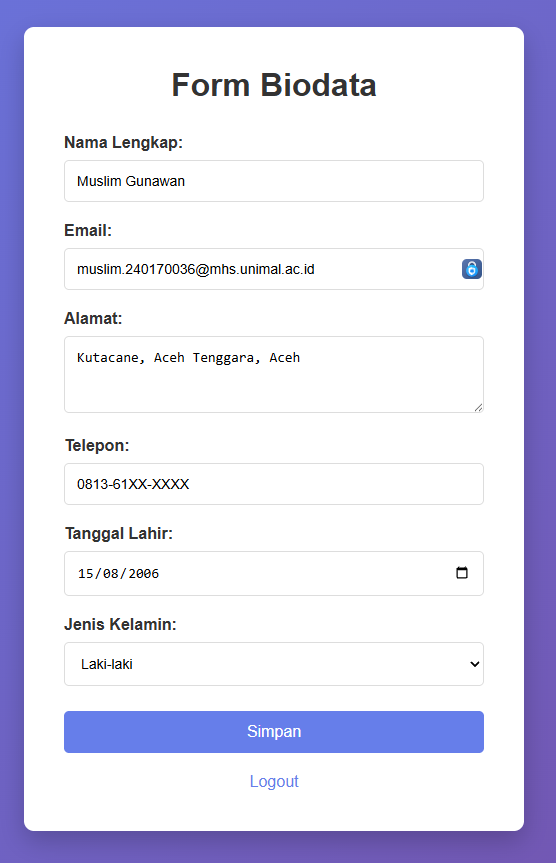 Form Biodata
Nama Lengkap:
Muslim Gunawan
Email:
muslim.240170036@mhs.unimal.ac.id
Alamat:
Kutacane, Aceh Tenggara, Aceh
Telepon:
0813-61XX-XXXX
Tanggal Lahir:
15/08/2006
Jenis Kelamin:
Laki-laki
Simpan
Logout